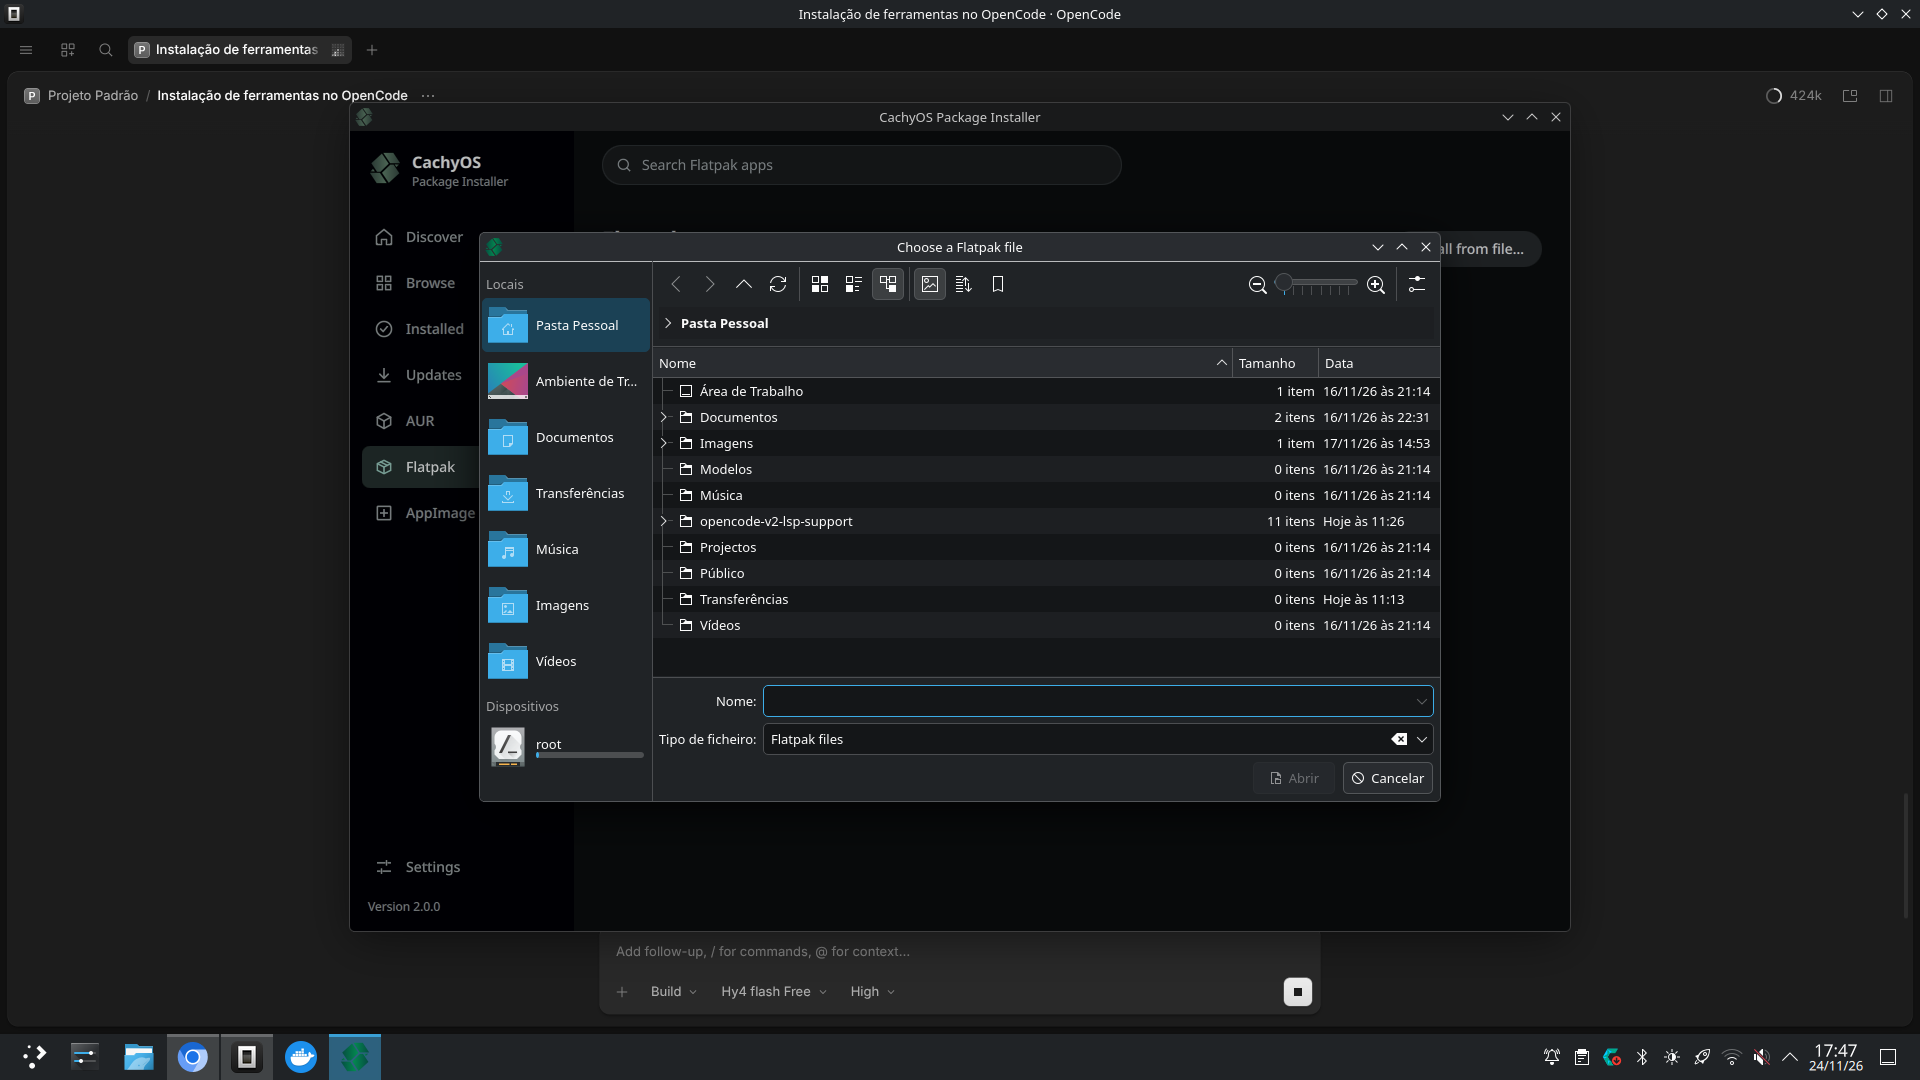 Instalação de ferramentas no OpenCode · OpenCode
P Instalação de ferramentas
P Projeto Padrão / Instalação de ferramentas no OpenCode ···
424k
CachyOS Package Installer
CachyOS
Package Installer
Search Flatpak apps
Discover
Browse
Installed
Updates
AUR
Flatpak
AppImage
Settings
Version 2.0.0
all from file...
Choose a Flatpak file
Locais
Pasta Pessoal
Ambiente de Tr...
Documentos
Transferências
Música
Imagens
Vídeos
Dispositivos
root
Pasta Pessoal
Nome Tamanho Data
Área de Trabalho 1 item 16/11/26 às 21:14
Documentos 2 itens 16/11/26 às 22:31
Imagens 1 item 17/11/26 às 14:53
Modelos 0 itens 16/11/26 às 21:14
Música 0 itens 16/11/26 às 21:14
opencode-v2-lsp-support 11 itens Hoje às 11:26
Projectos 0 itens 16/11/26 às 21:14
Público 0 itens 16/11/26 às 21:14
Transferências 0 itens Hoje às 11:13
Vídeos 0 itens 16/11/26 às 21:14
Nome:
Tipo de ficheiro: Flatpak files
Abrir Cancelar
Add follow-up, / for commands, @ for context...
Build Hy4 flash Free High
17:47
24/11/26